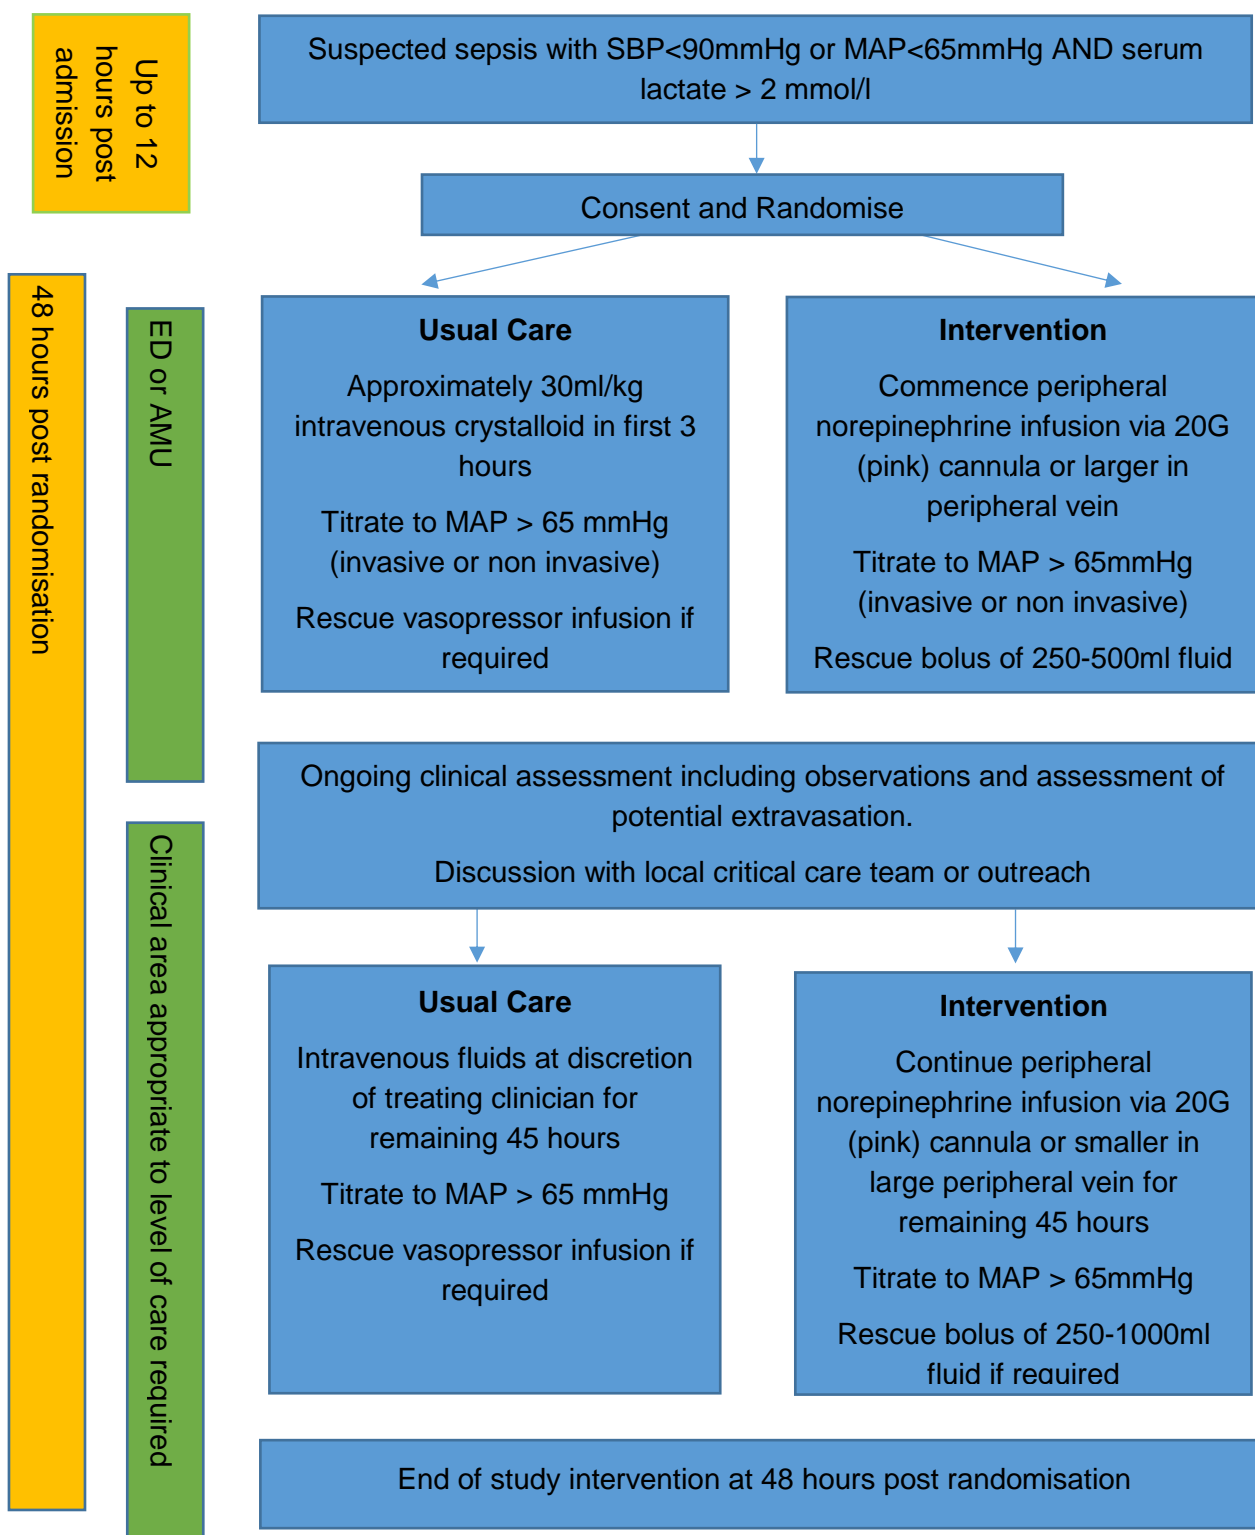 Up to 12
hours post
admission
Suspected sepsis with SBP<90mmHg or MAP<65mmHg AND serum
lactate > 2 mmol/l
Consent and Randomise
48 hours post randomisation
ED or AMU
Usual Care
Approximately 30ml/kg
intravenous crystalloid in first 3
hours
Titrate to MAP > 65 mmHg
(invasive or non invasive)
Rescue vasopressor infusion if
required
Intervention
Commence peripheral
norepinephrine infusion via 20G
(pink) cannula or larger in
peripheral vein
Titrate to MAP > 65mmHg
(invasive or non invasive)
Rescue bolus of 250-500ml fluid
Ongoing clinical assessment including observations and assessment of
potential extravasation.
Discussion with local critical care team or outreach
Clinical area appropriate to level of care required
Usual Care
Intravenous fluids at discretion
of treating clinician for
remaining 45 hours
Titrate to MAP > 65 mmHg
Rescue vasopressor infusion if
required
Intervention
Continue peripheral
norepinephrine infusion via 20G
(pink) cannula or smaller in
large peripheral vein for
remaining 45 hours
Titrate to MAP > 65mmHg
Rescue bolus of 250-1000ml
fluid if required
End of study intervention at 48 hours post randomisation